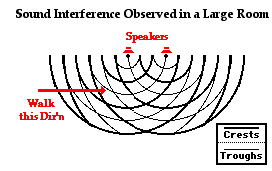 Sound Interference Observed in a Large Room
Speakers
Walk
this Dir'n
Crests
Troughs